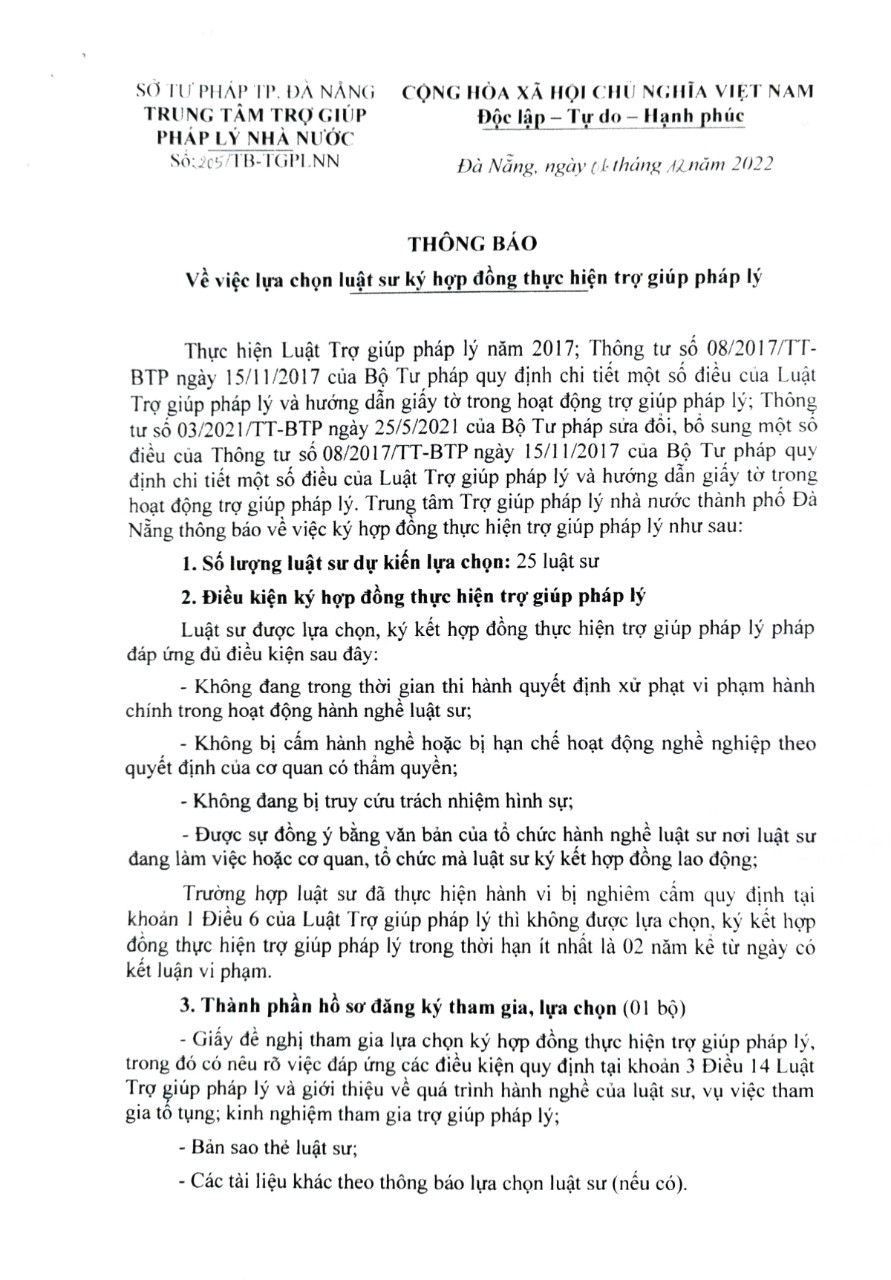 SỞ TƯ PHÁP TP. ĐÀ NẴNG
TRUNG TÂM TRỢ GIÚP
PHÁP LÝ NHÀ NƯỚC
Số: 205/TB-TGPLNN
CỘNG HÒA XÃ HỘI CHỦ NGHĨA VIỆT NAM
Độc lập – Tự do – Hạnh phúc
Đà Nẵng, ngày tháng 12 năm 2022
THÔNG BÁO
Về việc lựa chọn luật sư ký hợp đồng thực hiện trợ giúp pháp lý
Thực hiện Luật Trợ giúp pháp lý năm 2017; Thông tư số 08/2017/TT-
BTP ngày 15/11/2017 của Bộ Tư pháp quy định chi tiết một số điều của Luật
Trợ giúp pháp lý và hướng dẫn giấy tờ trong hoạt động trợ giúp pháp lý; Thông
tư số 03/2021/TT-BTP ngày 25/5/2021 của Bộ Tư pháp sửa đổi, bổ sung một số
điều của Thông tư số 08/2017/TT-BTP ngày 15/11/2017 của Bộ Tư pháp quy
định chi tiết một số điều của Luật Trợ giúp pháp lý và hướng dẫn giấy tờ trong
hoạt động trợ giúp pháp lý. Trung tâm Trợ giúp pháp lý nhà nước thành phố Đà
Nẵng thông báo về việc ký hợp đồng thực hiện trợ giúp pháp lý như sau:
1. Số lượng luật sư dự kiến lựa chọn: 25 luật sư
2. Điều kiện ký hợp đồng thực hiện trợ giúp pháp lý
Luật sư được lựa chọn, ký kết hợp đồng thực hiện trợ giúp pháp lý pháp
đáp ứng đủ điều kiện sau đây:
- Không đang trong thời gian thi hành quyết định xử phạt vi phạm hành
chính trong hoạt động hành nghề luật sư;
- Không bị cấm hành nghề hoặc bị hạn chế hoạt động nghề nghiệp theo
quyết định của cơ quan có thẩm quyền;
- Không đang bị truy cứu trách nhiệm hình sự;
- Được sự đồng ý bằng văn bản của tổ chức hành nghề luật sư nơi luật sư
đang làm việc hoặc cơ quan, tổ chức mà luật sư ký kết hợp đồng lao động;
Trường hợp luật sư đã thực hiện hành vi bị nghiêm cấm quy định tại
khoản 1 Điều 6 của Luật Trợ giúp pháp lý thì không được lựa chọn, ký kết hợp
đồng thực hiện trợ giúp pháp lý trong thời hạn ít nhất là 02 năm kể từ ngày có
kết luận vi phạm.
3. Thành phần hồ sơ đăng ký tham gia, lựa chọn (01 bộ)
- Giấy đề nghị tham gia lựa chọn ký hợp đồng thực hiện trợ giúp pháp lý,
trong đó có nêu rõ việc đáp ứng các điều kiện quy định tại khoản 3 Điều 14 Luật
Trợ giúp pháp lý và giới thiệu về quá trình hành nghề của luật sư, vụ việc tham
gia tố tụng; kinh nghiệm tham gia trợ giúp pháp lý;
- Bản sao thẻ luật sư;
- Các tài liệu khác theo thông báo lựa chọn luật sư (nếu có).